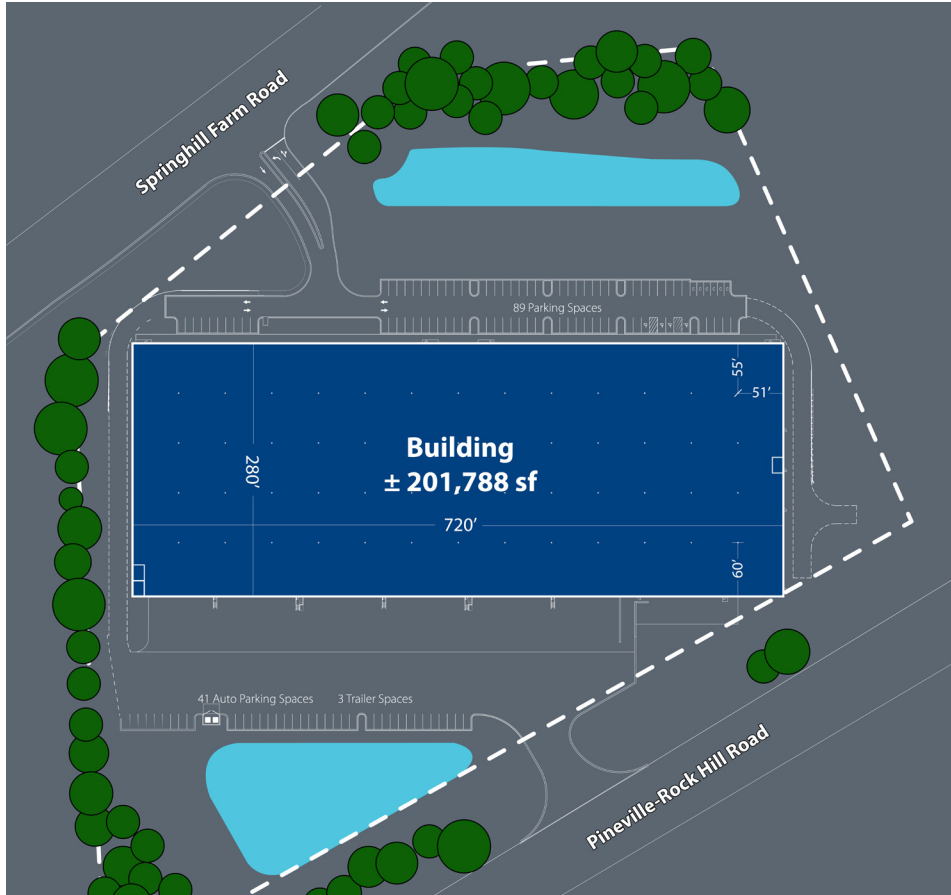 Springhill Farm Road
89 Parking Spaces
55’
51’
Building
± 201,788 sf
280’
720’
60’
41 Auto Parking Spaces
3 Trailer Spaces
Pineville-Rock Hill Road